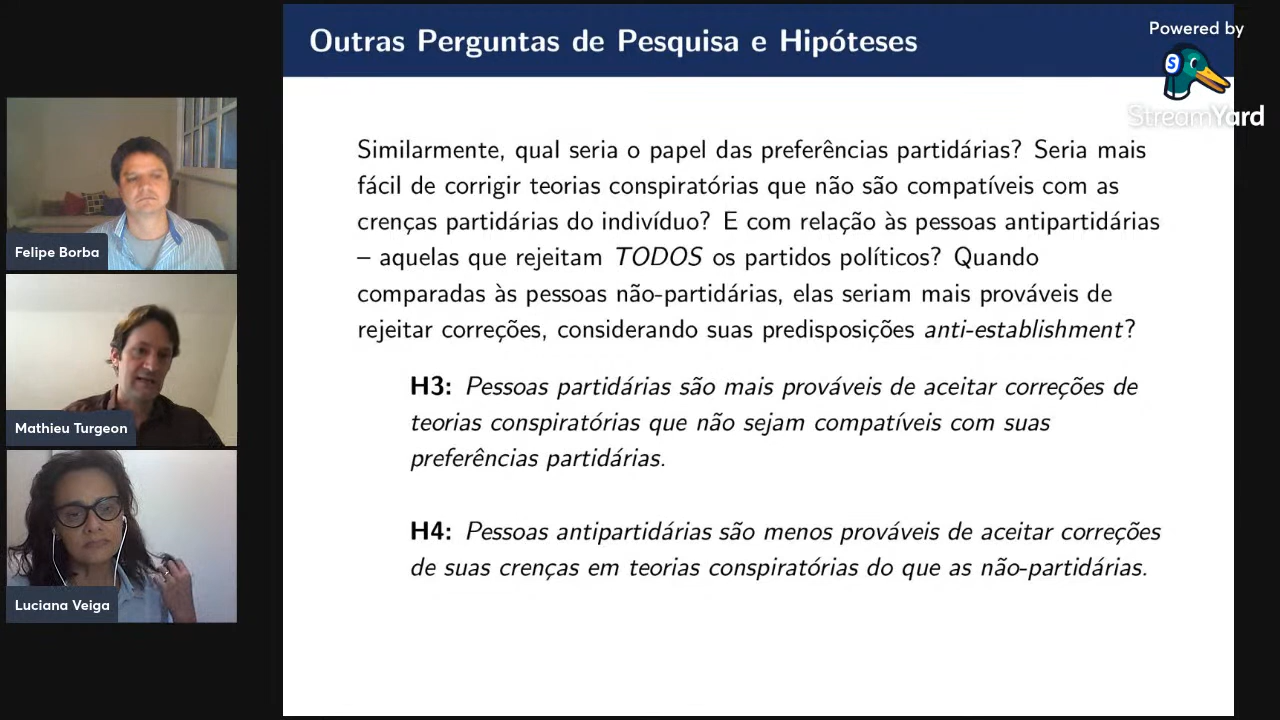 Outras Perguntas de Pesquisa e Hipóteses
Powered by
S
StreamYard
Similarmente, qual seria o papel das preferências partidárias? Seria mais
fácil de corrigir teorias conspiratórias que não são compatíveis com as
crenças partidárias do indivíduo? E com relação às pessoas antipartidárias
– aquelas que rejeitam TODOS os partidos políticos? Quando
comparadas às pessoas não-partidárias, elas seriam mais prováveis de
rejeitar correções, considerando suas predisposições anti-establishment?
H3: Pessoas partidárias são mais prováveis de aceitar correções de
teorias conspiratórias que não sejam compatíveis com suas
preferências partidárias.
H4: Pessoas antipartidárias são menos prováveis de aceitar correções
de suas crenças em teorias conspiratórias do que as não-partidárias.
Felipe Borba
Mathieu Turgeon
Luciana Veiga